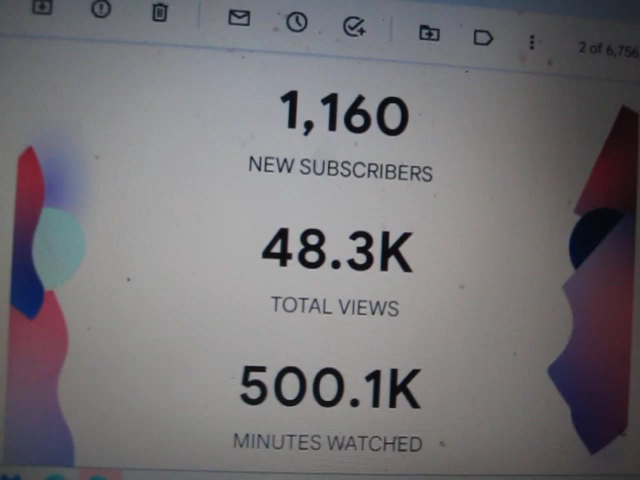 2 of 6,756
1,160
NEW SUBSCRIBERS
48.3K
TOTAL VIEWS
500.1K
MINUTES WATCHED